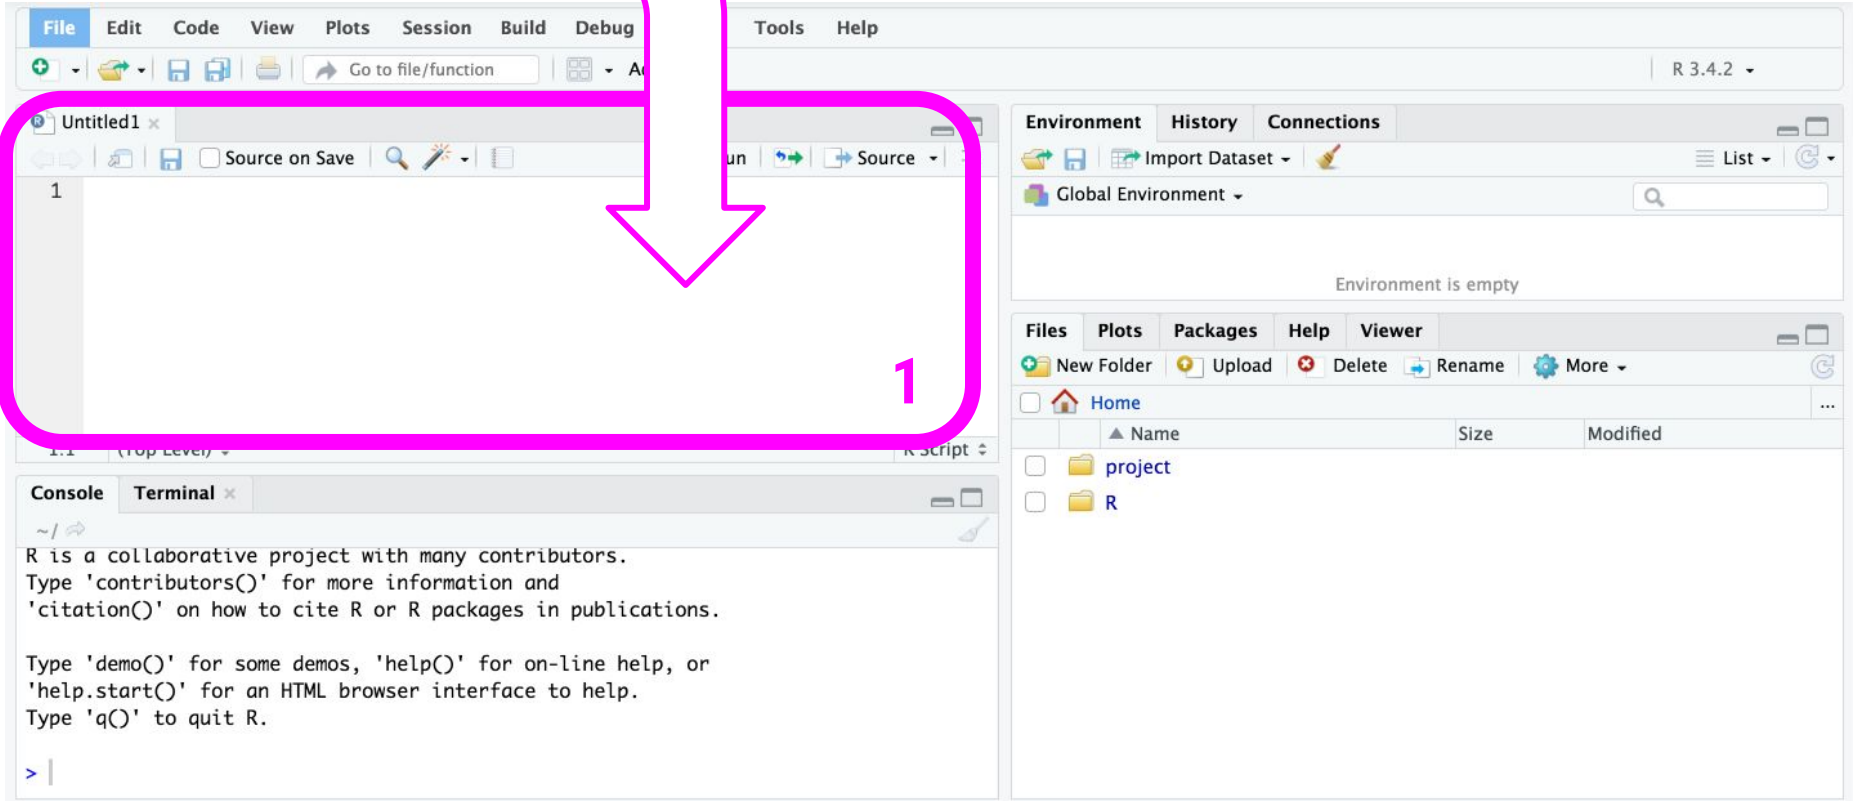 File Edit Code View Plots Session Build Debug Tools Help
Go to file/function R 3.4.2
Untitled1
Source on Save Source
1
1
R Script
Console Terminal
~/
R is a collaborative project with many contributors.
Type 'contributors()' for more information and
'citation()' on how to cite R or R packages in publications.
Type 'demo()' for some demos, 'help()' for on-line help, or
'help.start()' for an HTML browser interface to help.
Type 'q()' to quit R.
>
Environment History Connections
Import Dataset List
Global Environment
Environment is empty
Files Plots Packages Help Viewer
New Folder Upload Delete Rename More
Home ...
Name Size Modified
project
R